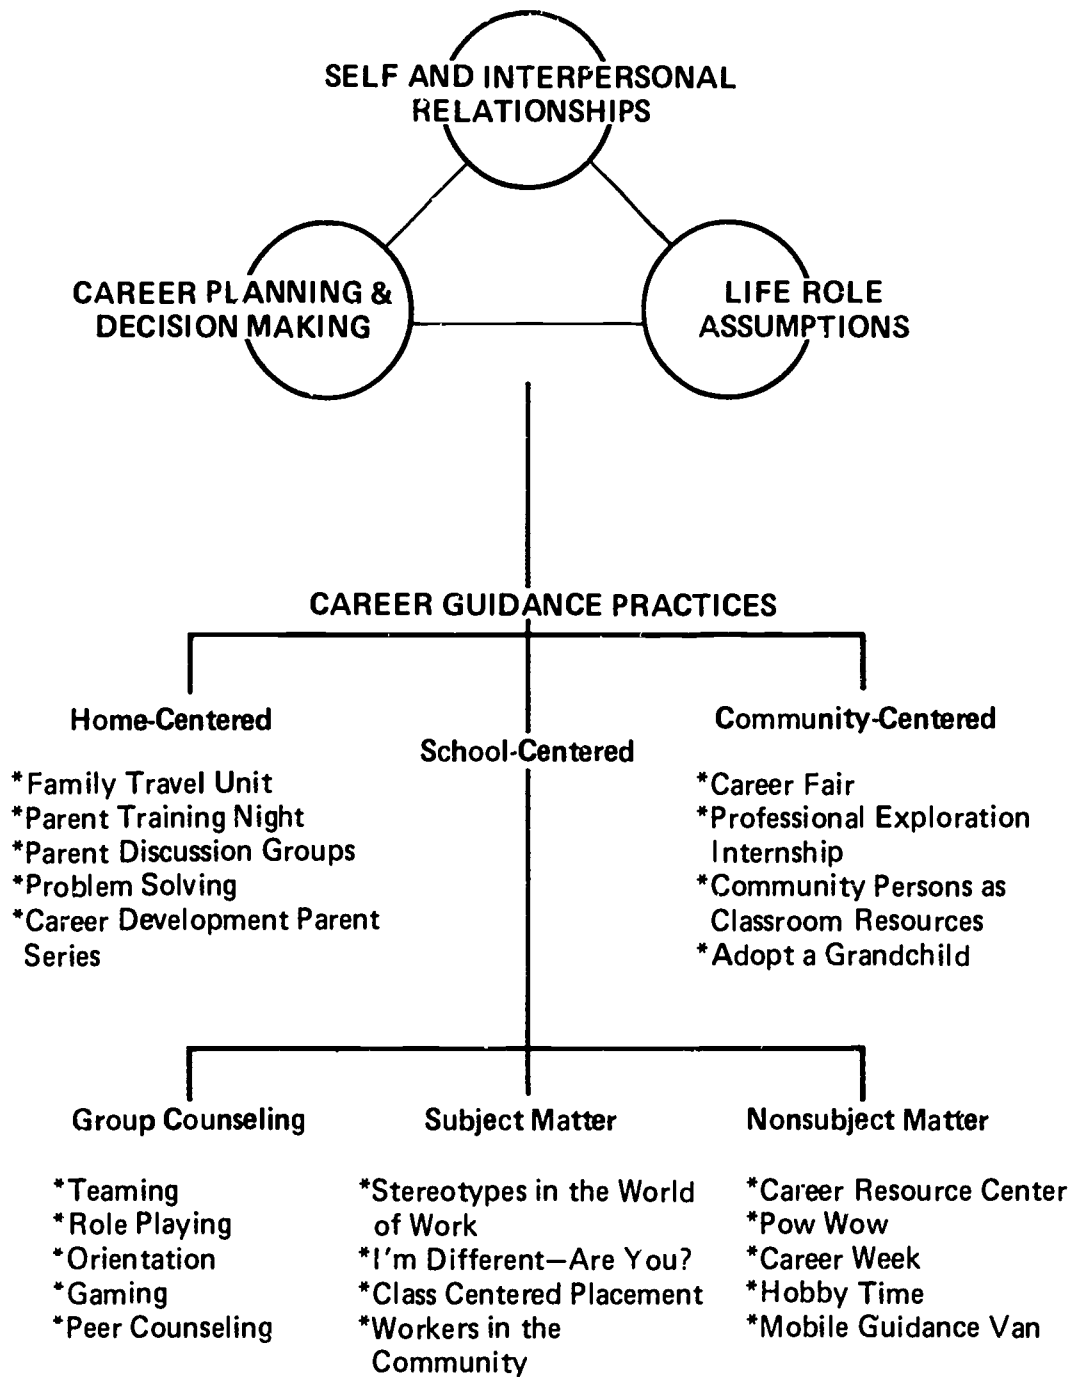 SELF AND INTERPERSONAL
RELATIONSHIPS
CAREER PLANNING &
DECISION MAKING
LIFE ROLE
ASSUMPTIONS
CAREER GUIDANCE PRACTICES
Home-Centered
*Family Travel Unit
*Parent Training Night
*Parent Discussion Groups
*Problem Solving
*Career Development Parent
Series
School-Centered
Community-Centered
*Career Fair
*Professional Exploration
Internship
*Community Persons as
Classroom Resources
*Adopt a Grandchild
Group Counseling
*Teaming
*Role Playing
*Orientation
*Gaming
*Peer Counseling
Subject Matter
*Stereotypes in the World
of Work
*I'm Different—Are You?
*Class Centered Placement
*Workers in the
Community
Nonsubject Matter
*Career Resource Center
*Pow Wow
*Career Week
*Hobby Time
*Mobile Guidance Van